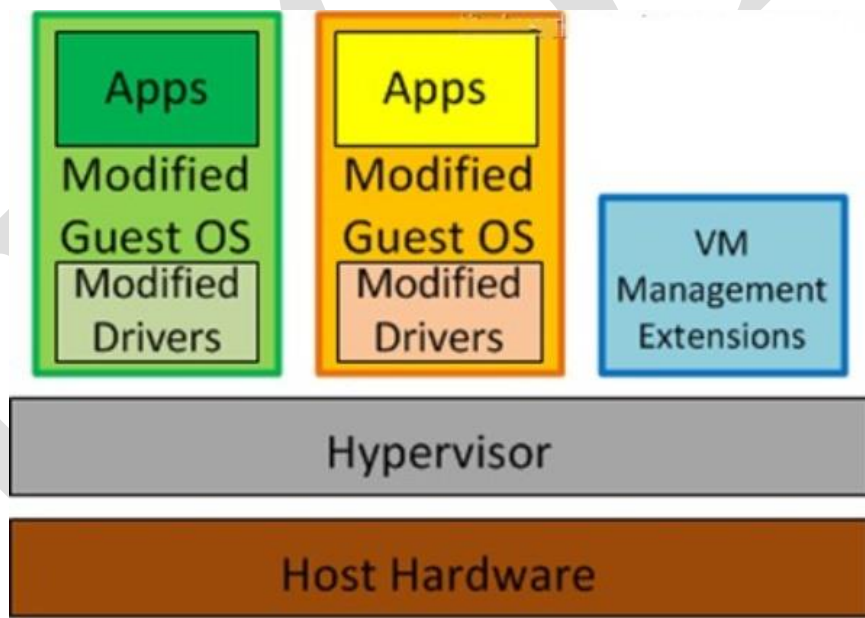 Apps
Modified
Guest OS
Modified
Drivers
Apps
Modified
Guest OS
Modified
Drivers
VM
Management
Extensions
Hypervisor
Host Hardware